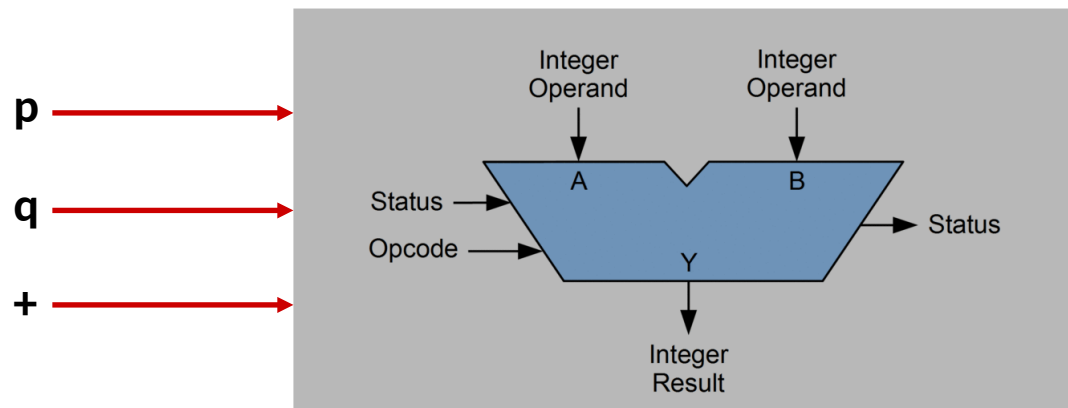 p
q
+
Integer
Operand
Integer
Operand
A
B
Status
Opcode
Status
Y
Integer
Result